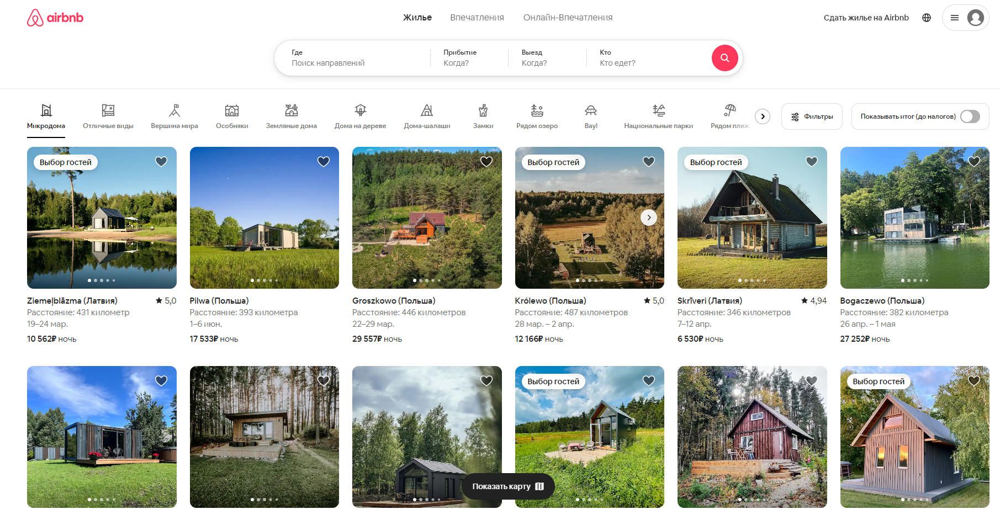 airbnb
Жилье
Впечатления
Онлайн-Впечатления
Сдать жилье на Airbnb
Где
Поиск направлений
Прибытие
Когда?
Выезд
Когда?
Кто
Кто едет?
Микродома
Отличные виды
Вершина мира
Особняки
Земляные дома
Дома на дереве
Дома-шалаши
Замки
Рядом озеро
Вау!
Национальные парки
Рядом пляж
Фильтры
Показывать итог (до налогов)
Выбор гостей
Выбор гостей
Выбор гостей
Ziemeļblāzma (Латвия)
5,0
Расстояние: 431 километр
19–24 мар.
10 562₽ ночь
Pilwa (Польша)
Расстояние: 393 километра
1–6 июн.
17 533₽ ночь
Groszkowo (Польша)
Расстояние: 446 километров
22–29 мар.
29 557₽ ночь
Królewo (Польша)
5,0
Расстояние: 487 километров
28 мар. – 2 апр.
12 166₽ ночь
Skrīveri (Латвия)
4,94
Расстояние: 346 километров
7–12 апр.
6 530₽ ночь
Bogaczewo (Польша)
Расстояние: 382 километра
26 апр. – 1 мая
27 252₽ ночь
Выбор гостей
Выбор гостей
Показать карту